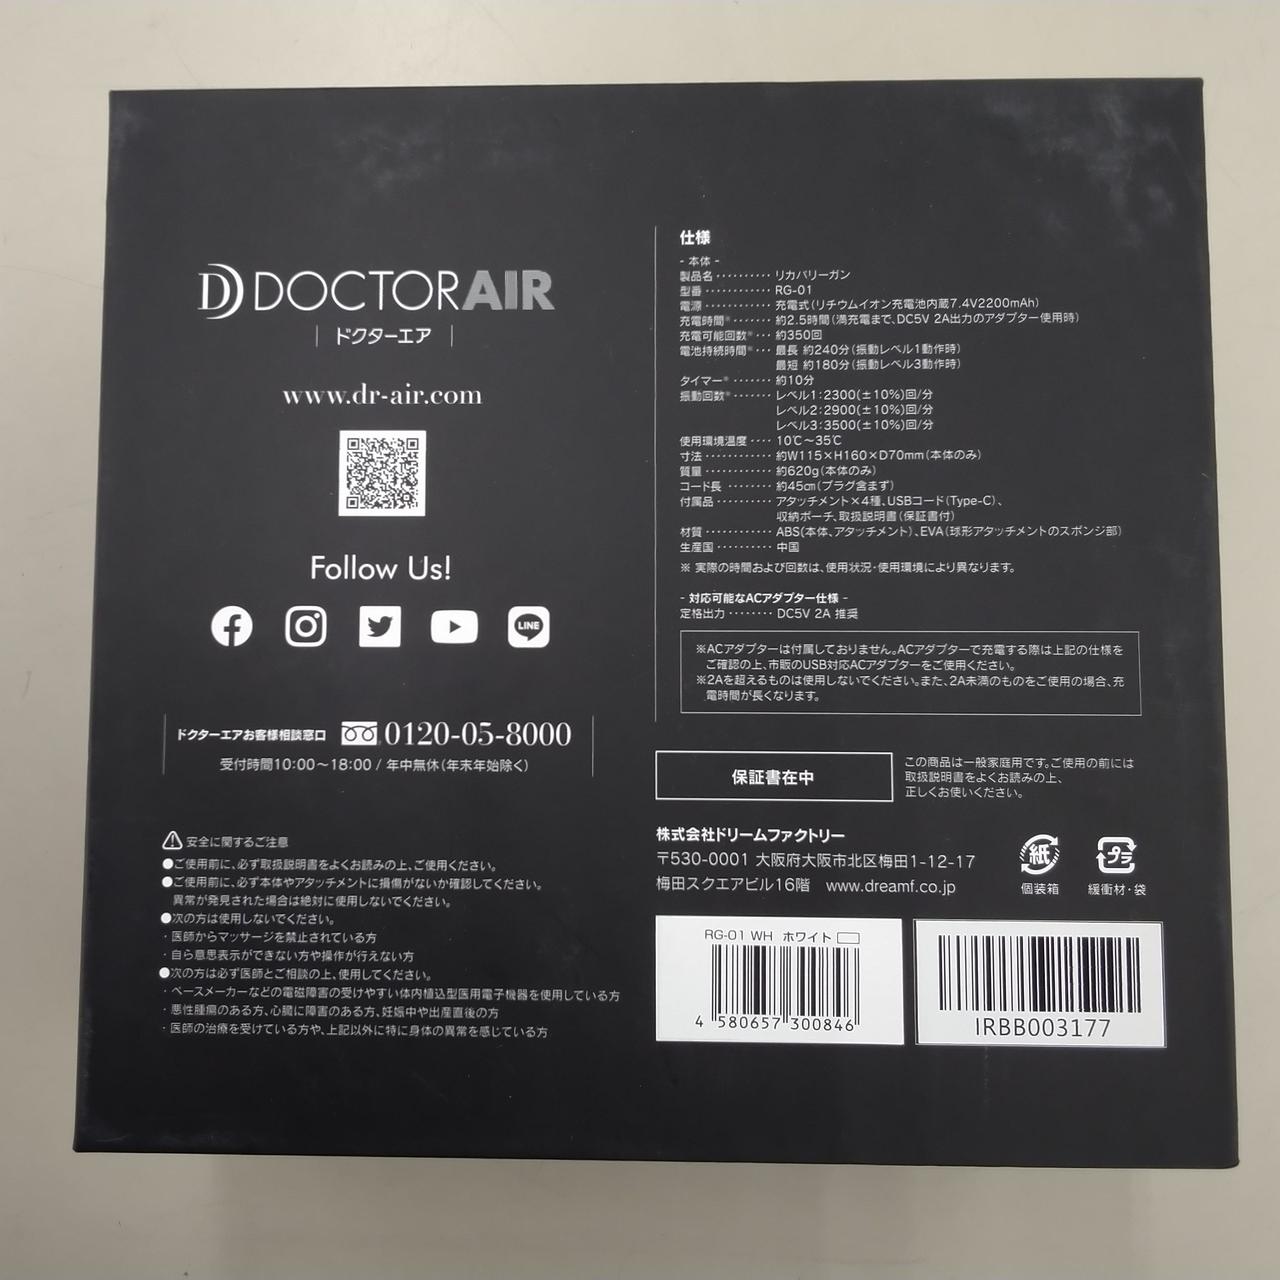 DOCTORAIR
ドクターエア
www.dr-air.com
Follow Us!
LINE
ドクターエアお客様相談窓口 0120-05-8000
受付時間10:00〜18:00 / 年中無休(年末年始除く)
安全に関するご注意
●ご使用前に、必ず取扱説明書をよくお読みの上、ご使用ください。
●ご使用前に、必ず本体やアタッチメントに損傷がないか確認してください。
異常が発見された場合は絶対に使用しないでください。
●次の方は使用しないでください。
・医師からマッサージを禁止されている方
・自ら意思表示ができない方や操作が行えない方
●次の方は必ず医師とご相談の上、使用してください。
・ペースメーカーなどの電磁障害の受けやすい体内植込型医用電子機器を使用している方
・悪性腫瘍のある方、心臓に障害のある方、妊娠中や出産直後の方
・医師の治療を受けている方や、上記以外に特に身体の異常を感じている方
仕様
- 本体 -
製品名 ·········· リカバリーガン
型番 ············ RG-01
電源 ············ 充電式(リチウムイオン充電池内蔵7.4V2200mAh)
充電時間※ ······· 約2.5時間(満充電まで、DC5V 2A出力のアダプター使用時)
充電可能回数※ ··· 約350回
電池持続時間※ ··· 最長 約240分(振動レベル1動作時)
最短 約180分(振動レベル3動作時)
タイマー※ ······· 約10分
振動回数※ ······· レベル1:2300(±10%)回/分
レベル2:2900(±10%)回/分
レベル3:3500(±10%)回/分
使用環境温度 ···· 10℃〜35℃
寸法 ············ 約W115×H160×D70mm(本体のみ)
質量 ············ 約620g(本体のみ)
コード長 ········ 約45㎝(プラグ含まず)
付属品 ·········· アタッチメント×4種、USBコード(Type-C)、
収納ポーチ、取扱説明書(保証書付)
材質 ············ ABS(本体、アタッチメント)、EVA(球形アタッチメントのスポンジ部)
生産国 ·········· 中国
※ 実際の時間および回数は、使用状況・使用環境により異なります。
- 対応可能なACアダプター仕様 -
定格出力 ········ DC5V 2A 推奨
※ACアダプターは付属しておりません。ACアダプターで充電する際は上記の仕様を
ご確認の上、市販のUSB対応ACアダプターをご使用ください。
※2Aを超えるものは使用しないでください。また、2A未満のものをご使用の場合、充
電時間が長くなります。
保証書在中
この商品は一般家庭用です。ご使用の前には
取扱説明書をよくお読みの上、
正しくお使いください。
株式会社ドリームファクトリー
〒530-0001 大阪府大阪市北区梅田1-12-17
梅田スクエアビル16階 www.dreamf.co.jp
紙
個装箱
プラ
緩衝材・袋
RG-01 WH ホワイト
4 580657 300846
IRBB003177